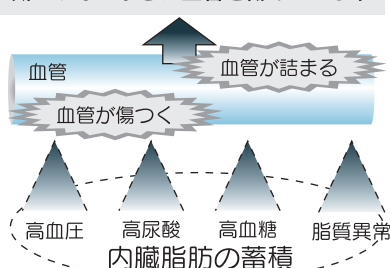 血管
血管が詰まる
血管が傷つく
高血圧
高尿酸
高血糖
脂質異常
内臓脂肪の蓄積